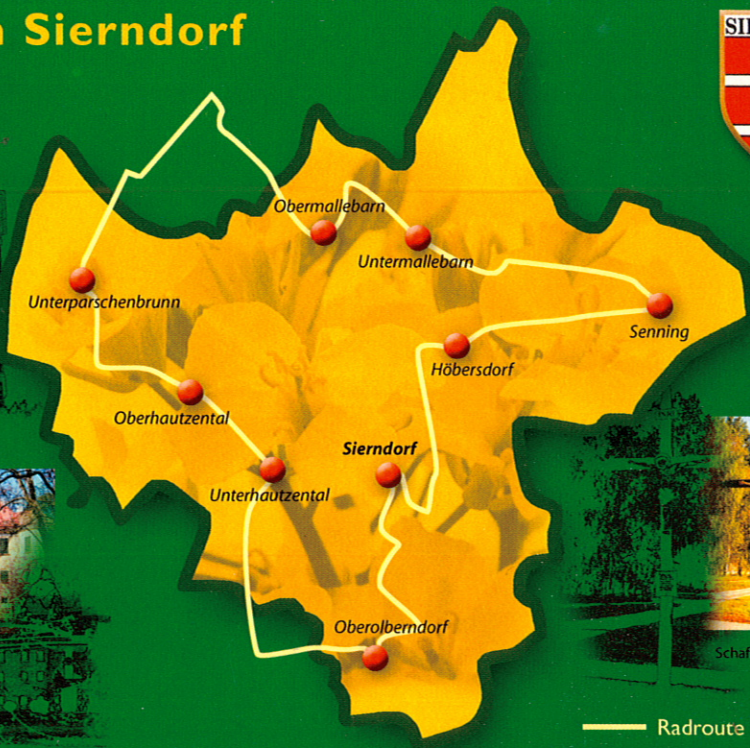 Sierndorf
Obermallebarn
Untermallebarn
Unterparschenbrunn
Senning
Höbersdorf
Oberhautzental
Sierndorf
Unterhautzental
Oberolberndorf
Radroute